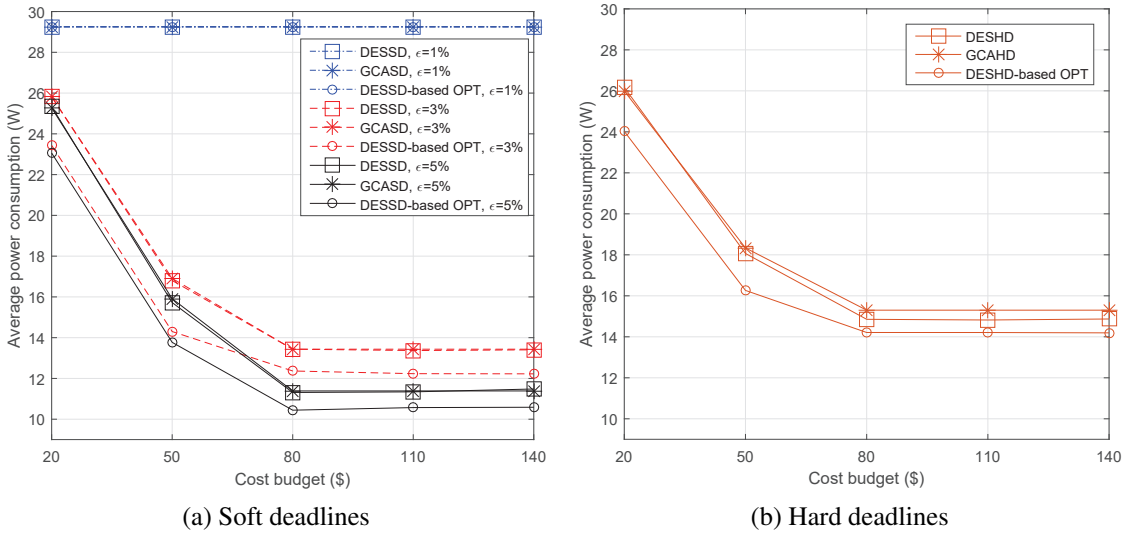 30
28
26
24
22
20
18
16
14
12
10
Average power consumption (W)
DESSD, ϵ=1%
GCASD, ϵ=1%
DESSD-based OPT, ϵ=1%
DESSD, ϵ=3%
GCASD, ϵ=3%
DESSD-based OPT, ϵ=3%
DESSD, ϵ=5%
GCASD, ϵ=5%
DESSD-based OPT, ϵ=5%
20 50 80 110 140
Cost budget ($)
(a) Soft deadlines
30
28
26
24
22
20
18
16
14
12
10
Average power consumption (W)
DESHD
GCAHD
DESHD-based OPT
20 50 80 110 140
Cost budget ($)
(b) Hard deadlines